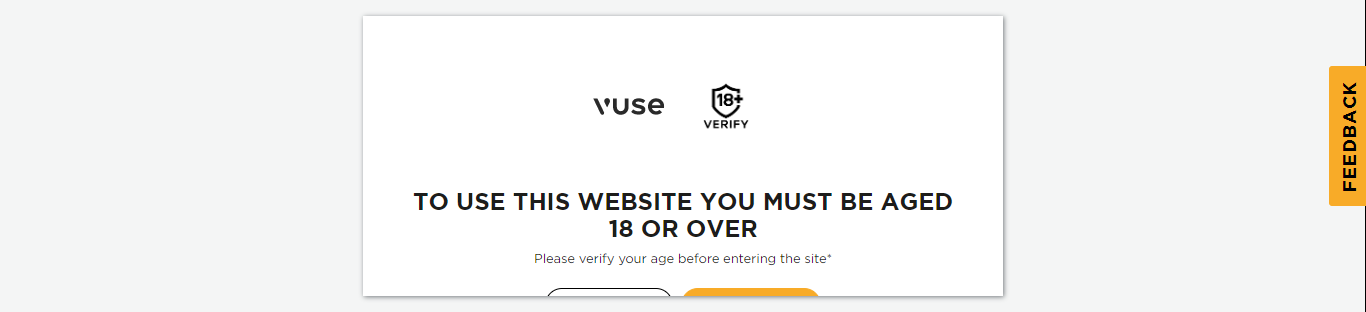 vuse
18+
VERIFY
TO USE THIS WEBSITE YOU MUST BE AGED
18 OR OVER
Please verify your age before entering the site*
FEEDBACK